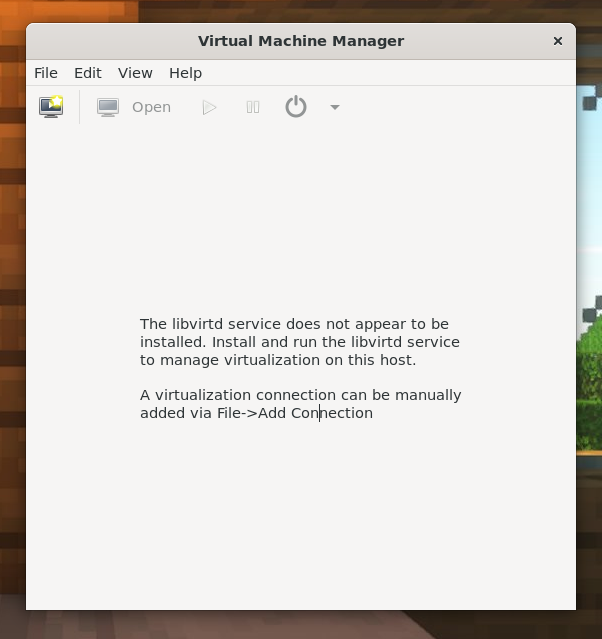 Virtual Machine Manager ×
File Edit View Help
Open
The libvirtd service does not appear to be
installed. Install and run the libvirtd service
to manage virtualization on this host.
A virtualization connection can be manually
added via File->Add Connection